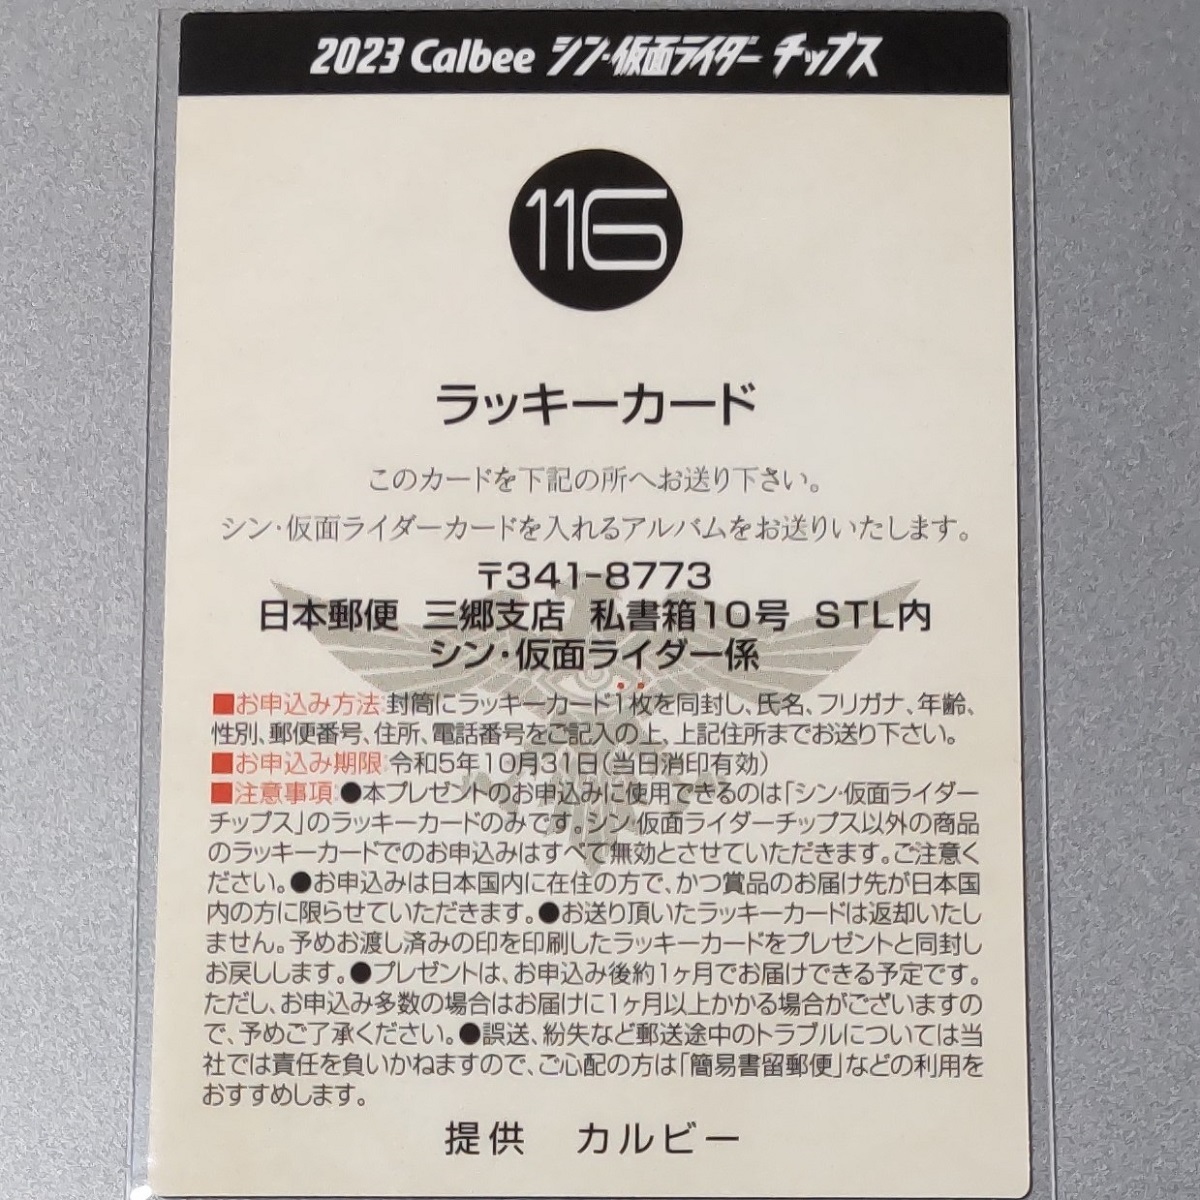 2023 Calbee シン・仮面ライダー チップス
116
ラッキーカード
このカードを下記の所へお送り下さい。
シン・仮面ライダーカードを入れるアルバムをお送りいたします。
〒341-8773
日本郵便 三郷支店 私書箱10号 STL内
シン・仮面ライダー係
■お申込み方法:封筒にラッキーカード1枚を同封し、氏名、フリガナ、年齢、
性別、郵便番号、住所、電話番号をご記入の上、上記住所までお送り下さい。
■お申込み期限:令和5年10月31日(当日消印有効)
■注意事項:●本プレゼントのお申込みに使用できるのは「シン・仮面ライダー
チップス」のラッキーカードのみです。シン・仮面ライダーチップス以外の商品
のラッキーカードでのお申込みはすべて無効とさせていただきます。ご注意く
ださい。●お申込みは日本国内に在住の方で、かつ賞品のお届け先が日本国
内の方に限らせていただきます。●お送り頂いたラッキーカードは返却いたし
ません。予めお渡し済みの印を印刷したラッキーカードをプレゼントと同封し
お戻しします。●プレゼントは、お申込み後約1ヶ月でお届けできる予定です。
ただし、お申込み多数の場合はお届けに1ヶ月以上かかる場合がございますの
で、予めご了承ください。●誤送、紛失など郵送途中のトラブルについては当
社では責任を負いかねますので、ご心配の方は「簡易書留郵便」などの利用を
おすすめします。
提供 カルビー